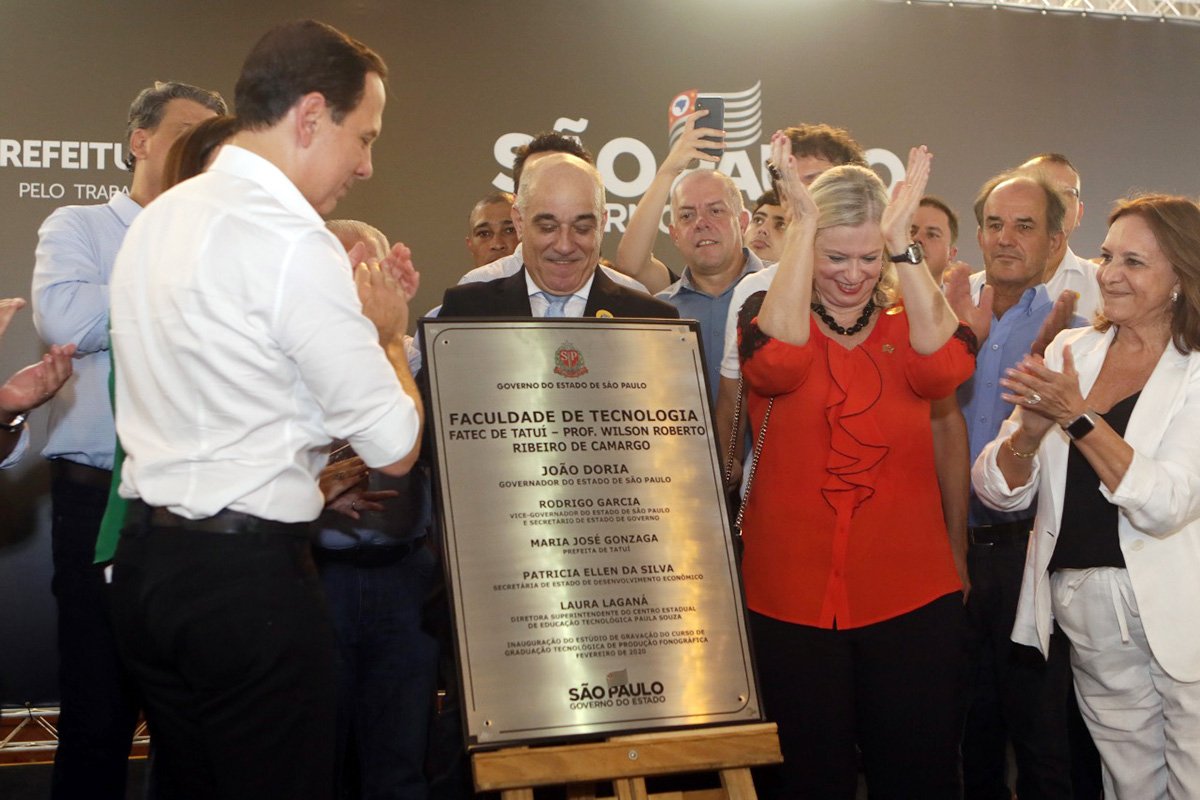 REFEITU
PELO TRABA
SÃO PAULO
GOVERNO DO ESTADO DE SÃO PAULO
FACULDADE DE TECNOLOGIA
FATEC DE TATUÍ – PROF. WILSON ROBERTO
RIBEIRO DE CAMARGO
JOÃO DORIA
GOVERNADOR DO ESTADO DE SÃO PAULO
RODRIGO GARCIA
VICE-GOVERNADOR DO ESTADO DE SÃO PAULO
E SECRETÁRIO DE ESTADO DE GOVERNO
MARIA JOSÉ GONZAGA
PREFEITA DE TATUÍ
PATRICIA ELLEN DA SILVA
SECRETÁRIA DE ESTADO DE DESENVOLVIMENTO ECONÔMICO
LAURA LAGANÁ
DIRETORA SUPERINTENDENTE DO CENTRO ESTADUAL
DE EDUCAÇÃO TECNOLÓGICA PAULA SOUZA
INAUGURAÇÃO DO ESTÚDIO DE GRAVAÇÃO DO CURSO DE
GRADUAÇÃO TECNOLÓGICA DE PRODUÇÃO FONOGRÁFICA
FEVEREIRO DE 2020
SÃO PAULO
GOVERNO DO ESTADO